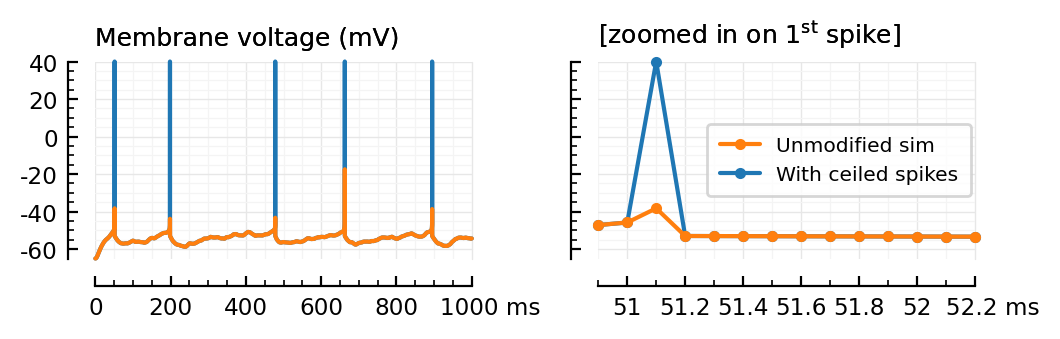 Membrane voltage (mV)
40
20
0
-20
-40
-60
0 200 400 600 800 1000 ms
[zoomed in on 1st spike]
Unmodified sim
With ceiled spikes
51 51.2 51.4 51.6 51.8 52 52.2 ms